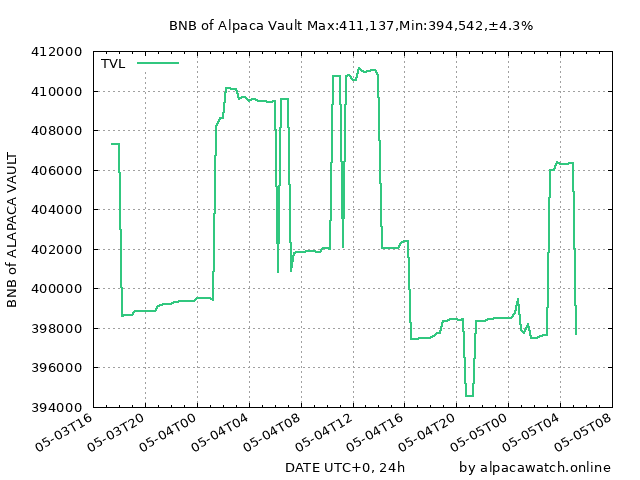 BNB of Alpaca Vault Max:411,137,Min:394,542,±4.3%
TVL
412000
410000
408000
406000
404000
402000
400000
398000
396000
394000
BNB of ALAPACA VAULT
05-03T16
05-03T20
05-04T00
05-04T04
05-04T08
05-04T12
05-04T16
05-04T20
05-05T00
05-05T04
05-05T08
DATE UTC+0, 24h
by alpacawatch.online